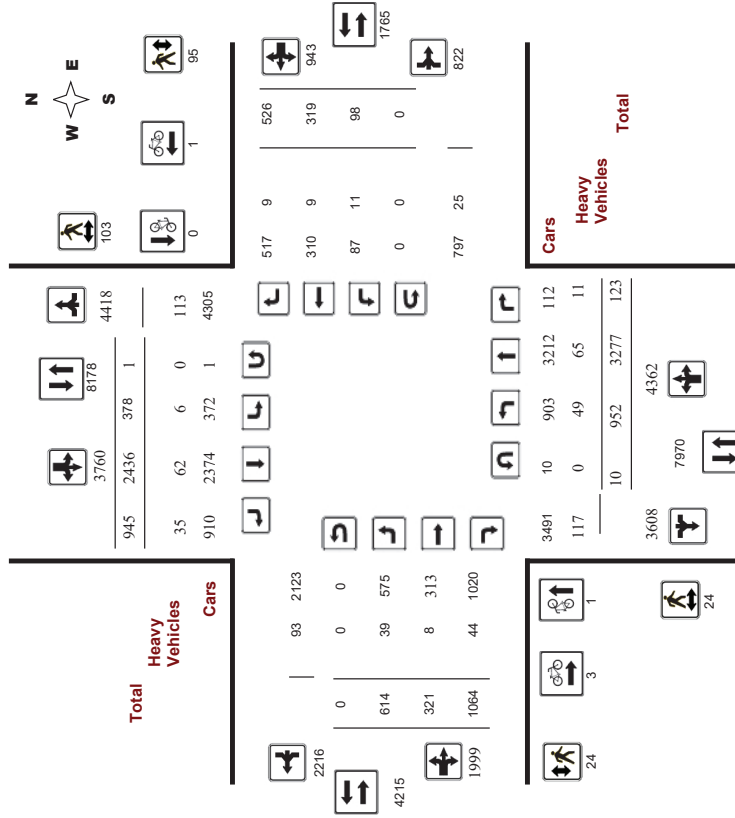 N
W E
S
103
95
0 1
8178
3760 4418
945 2436 378 1
35 62 6 0 113
910 2374 372 1 4305
Total
Heavy
Vehicles
Cars
517 9 526
310 9 319
87 11 98
0 0 0
797 25
943
1765
822
93 2123
0 0 0
614 39 575
321 8 313
1064 44 1020
2216
4215
1999
Cars
Heavy
Vehicles
Total
3491 10 903 3212 112
117 0 49 65 11
10 952 3277 123
3608 4362
7970
24 3 1
24